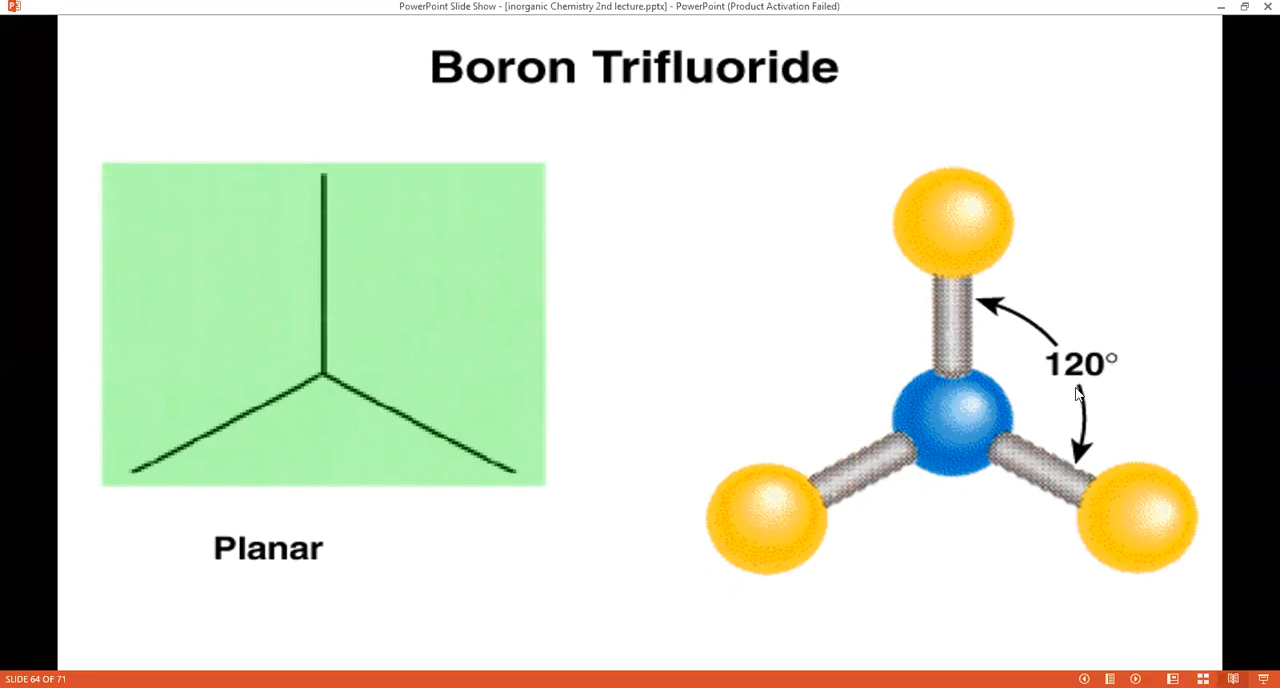 PowerPoint Slide Show - [inorganic Chemistry 2nd lecture.pptx] - PowerPoint (Product Activation Failed)
Boron Trifluoride
120°
Planar
SLIDE 64 OF 71